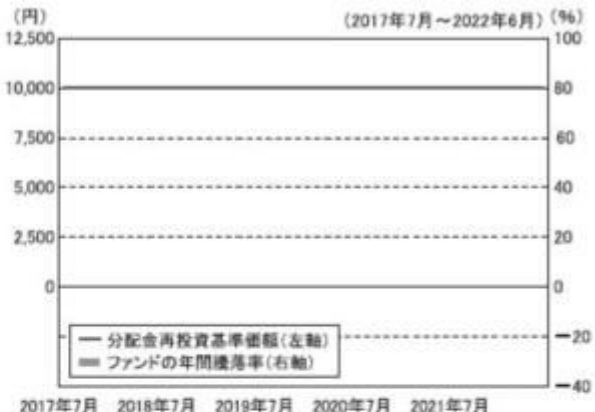 (円) (2017年7月～2022年6月) (%)
12,500 100
10,000 80
7,500 60
5,000 40
2,500 20
0 0
分配金再投資基準価額(左軸) -20
ファンドの年間騰落率(右軸)
-40
2017年7月 2018年7月 2019年7月 2020年7月 2021年7月